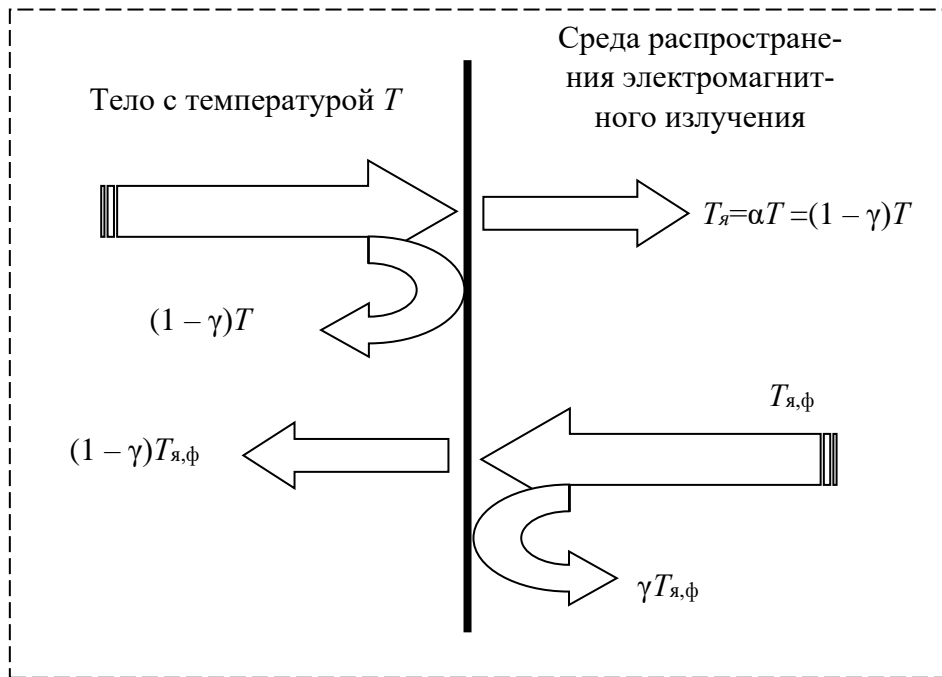 Тело с температурой T
Среда распростране-
ния электромагнит-
ного излучения
Tя=αT =(1 – γ)T
(1 – γ)T
Tя,ф
(1 – γ)Tя,ф
γTя,ф